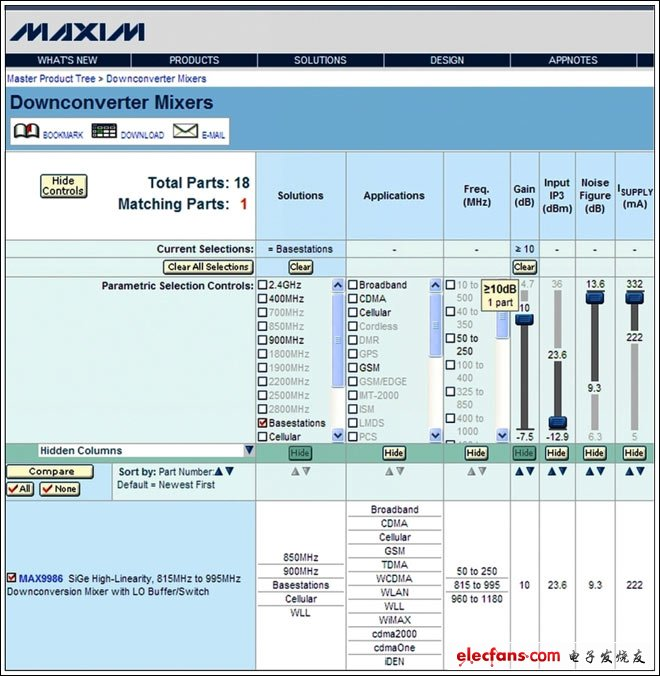 MAXIM
WHAT'S NEW PRODUCTS SOLUTIONS DESIGN APPNOTES
Master Product Tree > Downconverter Mixers
Downconverter Mixers
BOOKMARK DOWNLOAD E-MAIL
Hide Controls
Total Parts: 18
Matching Parts: 1
Solutions
Applications
Freq. (MHz)
Gain (dB)
Input IP3 (dBm)
Noise Figure (dB)
ISUPPLY (mA)
Current Selections: = Basestations - - ≥ 10 - - -
Clear All Selections Clear Clear
Parametric Selection Controls:
2.4GHz
400MHz
700MHz
850MHz
900MHz
1800MHz
1900MHz
2200MHz
2500MHz
2800MHz
Basestations
Cellular
Broadband
CDMA
Cellular
Cordless
DMR
GPS
GSM
GSM/EDGE
IMT-2000
ISM
LMDS
PCS
10 to
500
40 to
350
50 to
250
100 to
400
325 to
850
400 to
1000
≥10dB
1 part
4.7
10
-7.5
36
23.6
-12.9
13.6
9.3
6.3
332
222
5
Hidden Columns Hide Hide Hide Hide Hide Hide Hide
Compare
All None
Sort by: Part Number:
Default = Newest First
MAX9986 SiGe High-Linearity, 815MHz to 995MHz
Downconversion Mixer with LO Buffer/Switch
850MHz
900MHz
Basestations
Cellular
WLL
Broadband
CDMA
Cellular
GSM
TDMA
WCDMA
WLAN
WLL
WiMAX
cdma2000
cdmaOne
iDEN
50 to 250
815 to 995
960 to 1180
10
23.6
9.3
222
elecfans.com 电子发烧友